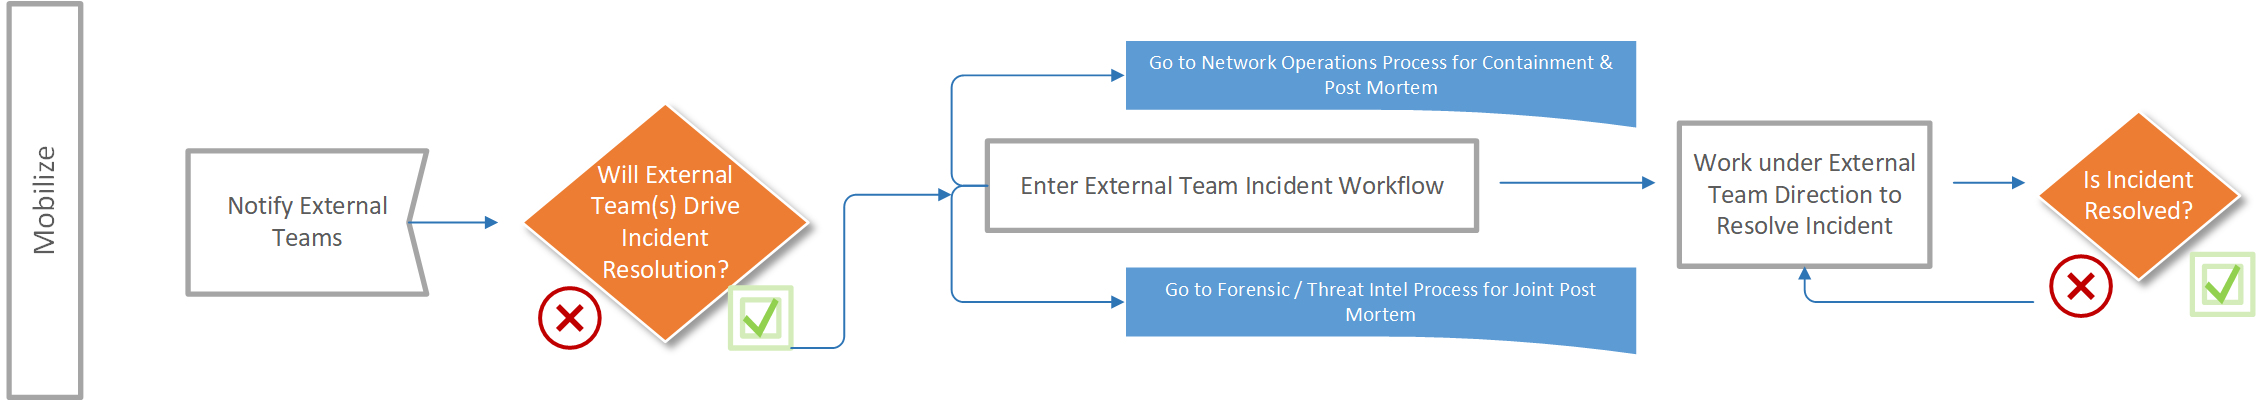 Mobilize
Notify External
Teams
Will External
Team(s) Drive
Incident
Resolution?
Go to Network Operations Process for Containment &
Post Mortem
Enter External Team Incident Workflow
Go to Forensic / Threat Intel Process for Joint Post
Mortem
Work under External
Team Direction to
Resolve Incident
Is Incident
Resolved?